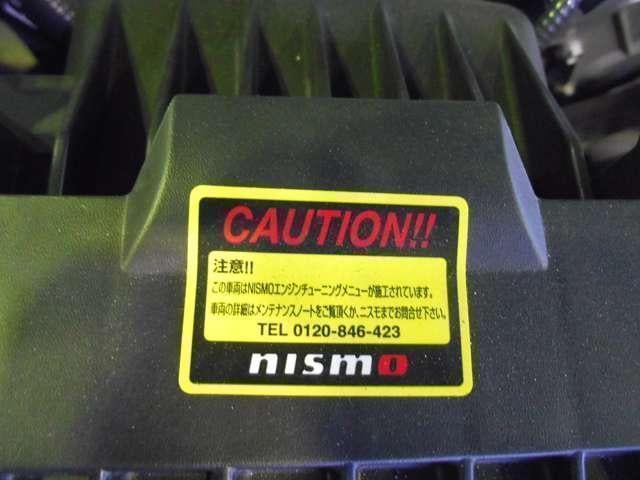 CAUTION!!
注意!!
この車両はNISMOエンジンチューニングメニューが施工されています。
車両の詳細はメンテナンスノートをご覧頂くか、ニスモまでお問合せ下さい。
TEL 0120-846-423
nismo